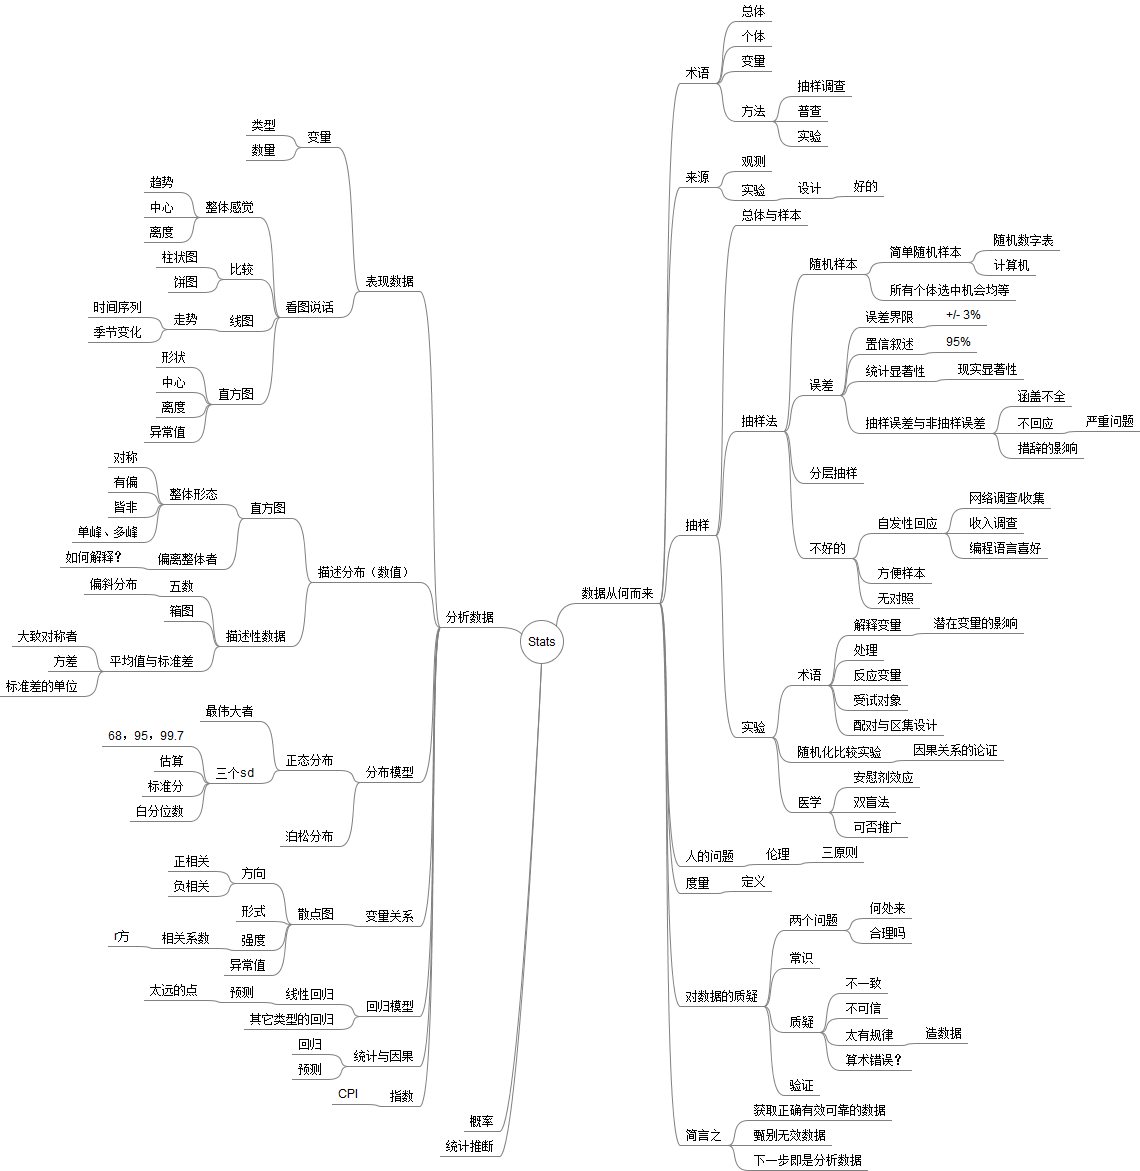 Stats
数据从何而来
术语
总体
个体
变量
方法
抽样调查
普查
实验
来源
观测
实验
设计
好的
抽样
总体与样本
抽样法
随机样本
简单随机样本
随机数字表
计算机
所有个体选中机会均等
误差
误差界限
+/- 3%
置信叙述
95%
统计显著性
现实显著性
抽样误差与非抽样误差
涵盖不全
不回应
严重问题
措辞的影响
分层抽样
不好的
自发性回应
网络调查/收集
收入调查
编程语言喜好
方便样本
无对照
实验
术语
解释变量
潜在变量的影响
处理
反应变量
受试对象
配对与区集设计
随机化比较实验
因果关系的论证
医学
安慰剂效应
双盲法
可否推广
人的问题
伦理
三原则
度量
定义
对数据的质疑
两个问题
何处来
合理吗
常识
质疑
不一致
不可信
太有规律
造数据
算术错误？
验证
简言之
获取正确有效可靠的数据
甄别无效数据
下一步即是分析数据
分析数据
表现数据
变量
类型
数量
看图说话
整体感觉
趋势
中心
离度
比较
柱状图
饼图
线图
走势
时间序列
季节变化
直方图
形状
中心
离度
异常值
描述分布（数值）
直方图
整体形态
对称
有偏
皆非
单峰、多峰
偏离整体者
如何解释？
描述性数据
五数
偏斜分布
箱图
平均值与标准差
大致对称者
方差
标准差的单位
分布模型
正态分布
最伟大者
三个sd
68，95，99.7
估算
标准分
百分位数
泊松分布
变量关系
散点图
方向
正相关
负相关
形式
强度
相关系数
r方
异常值
回归模型
线性回归
预测
太远的点
其它类型的回归
统计与因果
回归
预测
指数
CPI
概率
统计推断